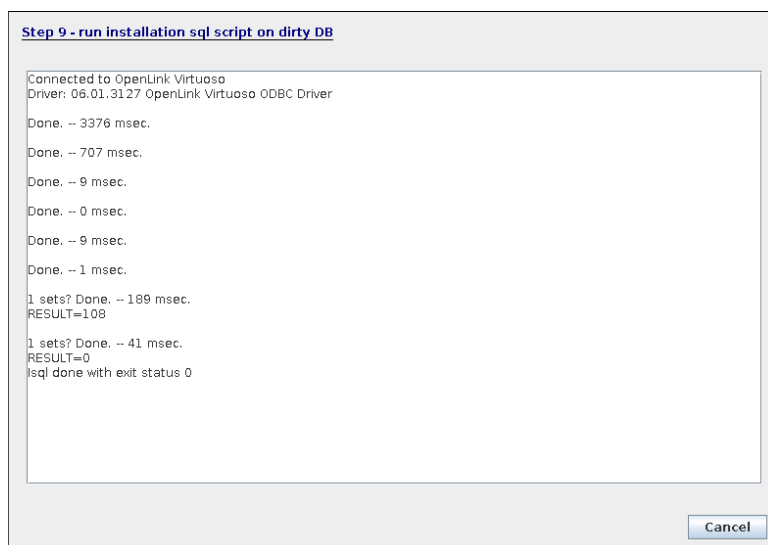 Step 9 - run installation sql script on dirty DB
Connected to OpenLink Virtuoso
Driver: 06.01.3127 OpenLink Virtuoso ODBC Driver
Done. -- 3376 msec.
Done. -- 707 msec.
Done. -- 9 msec.
Done. -- 0 msec.
Done. -- 9 msec.
Done. -- 1 msec.
1 sets? Done. -- 189 msec.
RESULT=108
1 sets? Done. -- 41 msec.
RESULT=0
Isql done with exit status 0
Cancel